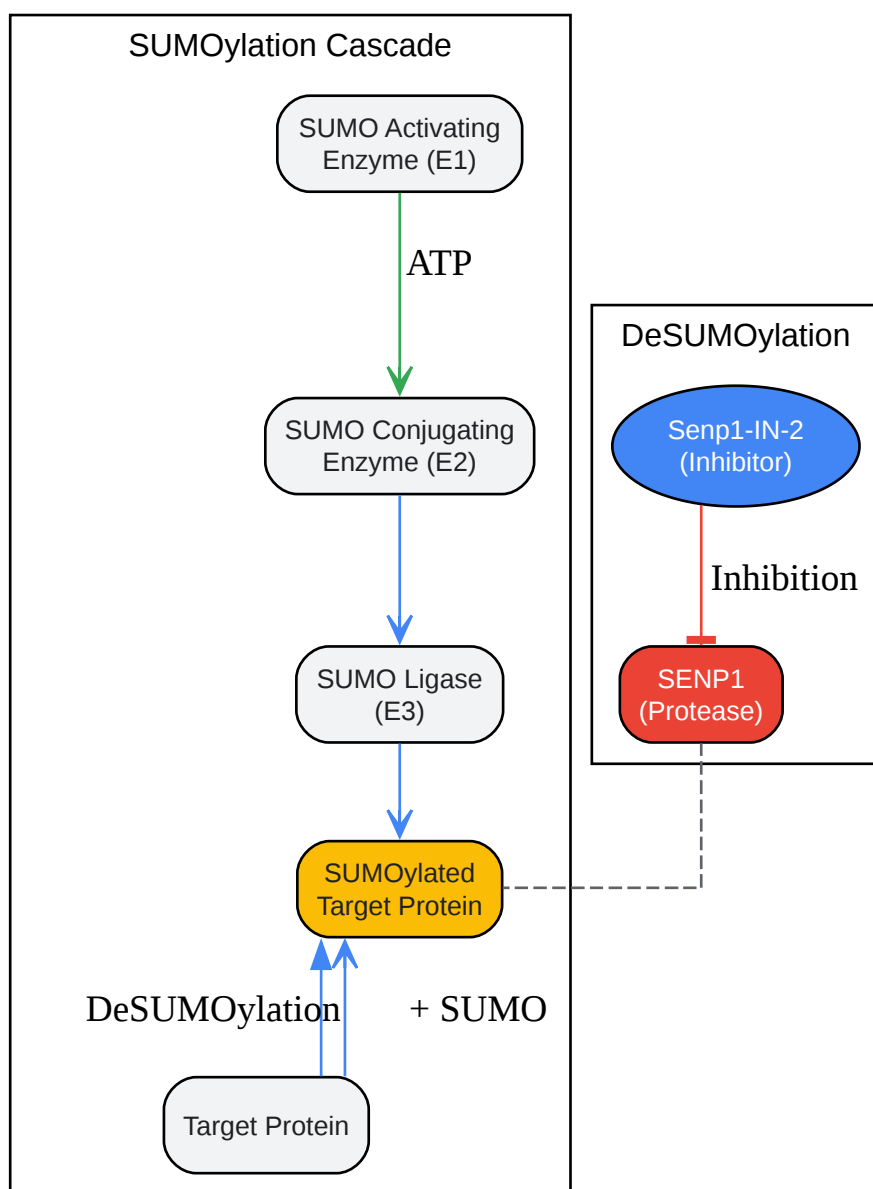 SUMOylation Cascade
SUMO Activating
Enzyme (E1)
ATP
SUMO Conjugating
Enzyme (E2)
SUMO Ligase
(E3)
SUMOylated
Target Protein
DeSUMOylation
+ SUMO
Target Protein
DeSUMOylation
Senp1-IN-2
(Inhibitor)
Inhibition
SENP1
(Protease)